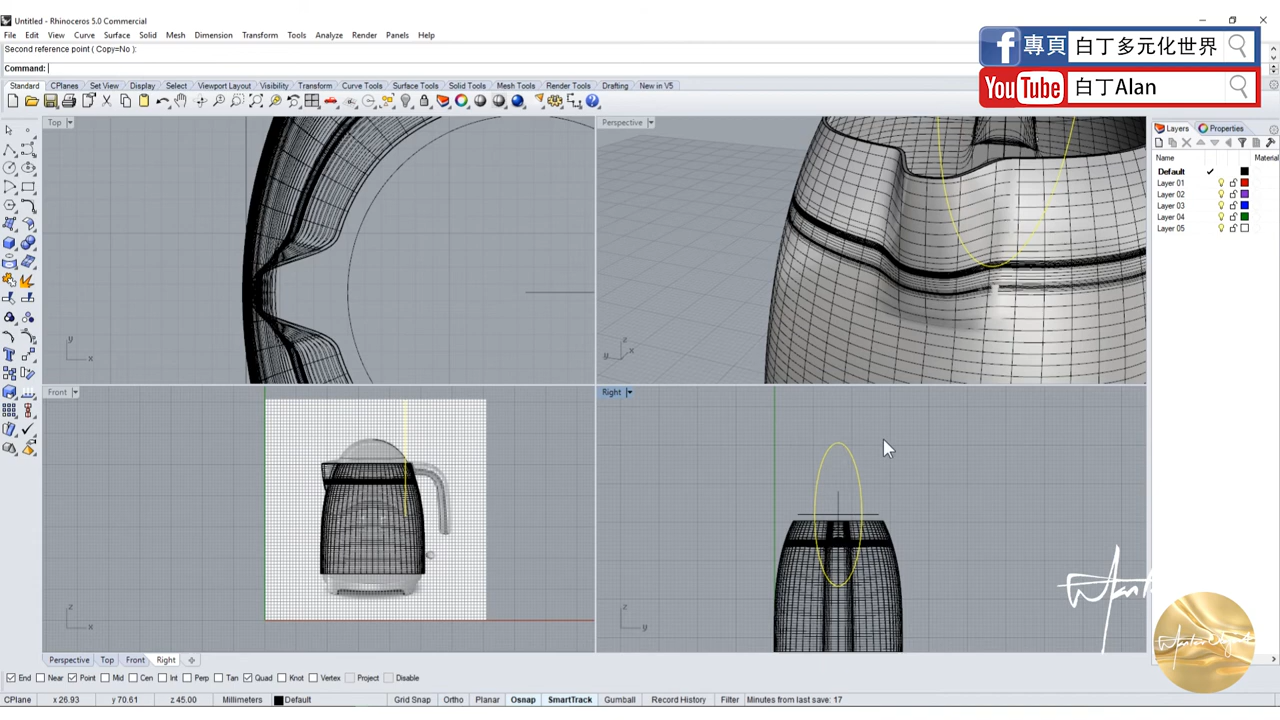 Untitled - Rhinoceros 5.0 Commercial
File Edit View Curve Surface Solid Mesh Dimension Transform Tools Analyze Render Panels Help
Second reference point ( Copy=No ):
Command:
專頁 白丁多元化世界
YouTube 白丁Alan
Standard CPlanes Set View Display Select Viewport Layout Visibility Transform Curve Tools Surface Tools Solid Tools Mesh Tools Render Tools Drafting New in V5
Top
Perspective
Layers Properties
Name Material
Default
Layer 01
Layer 02
Layer 03
Layer 04
Layer 05
y
x
z
y x
Front
Right
z
x
z
y
Perspective Top Front Right
End Near Point Mid Cen Int Perp Tan Quad Knot Vertex Project Disable
CPlane x 26.93 y 70.61 z 45.00 Millimeters Default Grid Snap Ortho Planar Osnap SmartTrack Gumball Record History Filter Minutes from last save: 17